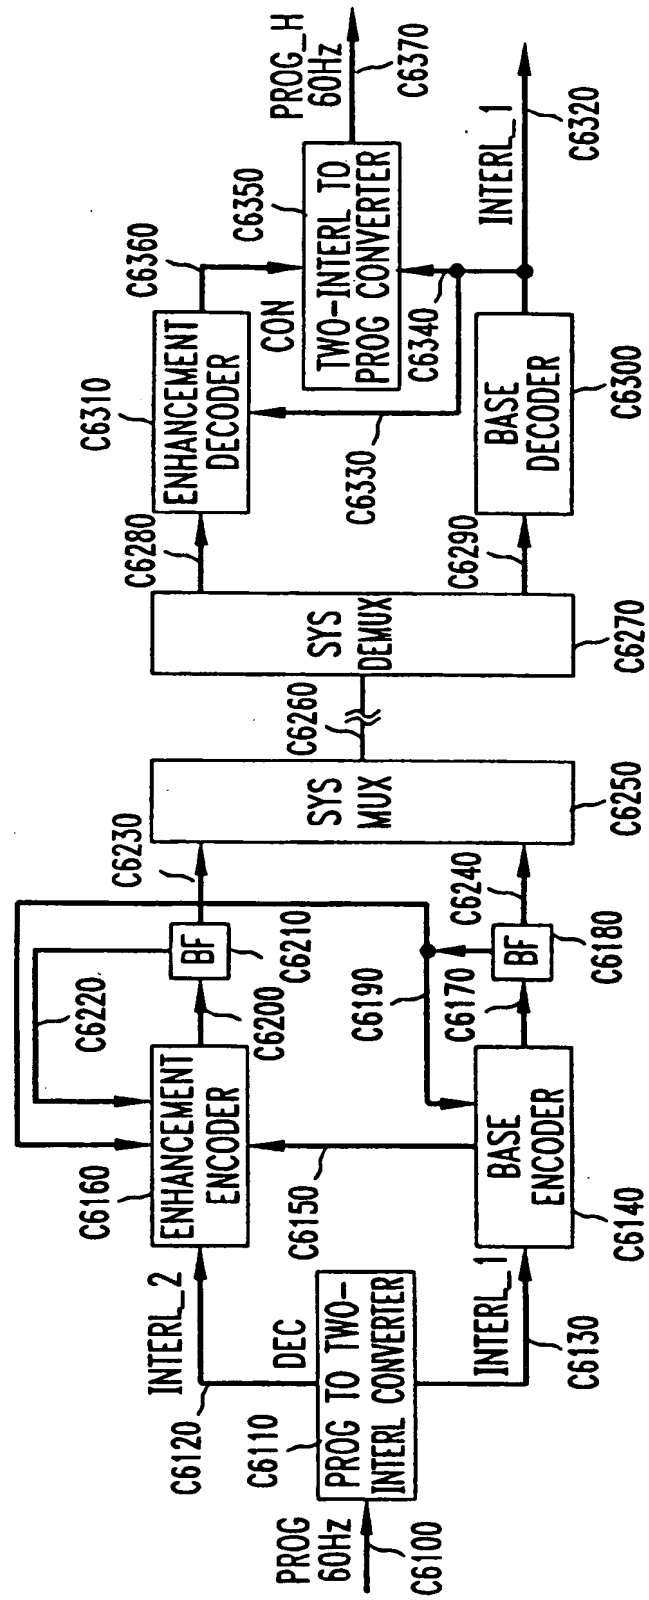 PROG
60Hz
C6100
C6110
PROG TO TWO-
INTERL CONVERTER
DEC
C6120
INTERL_2
INTERL_1
C6130
C6160
ENHANCEMENT
ENCODER
C6150
BASE
ENCODER
C6140
C6220
C6200
BF
C6210
C6190
C6170
BF
C6180
C6230
C6240
SYS
MUX
C6250
C6260
SYS
DEMUX
C6270
C6280
C6290
C6310
ENHANCEMENT
DECODER
C6330
BASE
DECODER
C6300
C6360
CON
C6350
TWO-INTERL TO
PROG CONVERTER
C6340
PROG_H
60Hz
C6370
INTERL_1
C6320